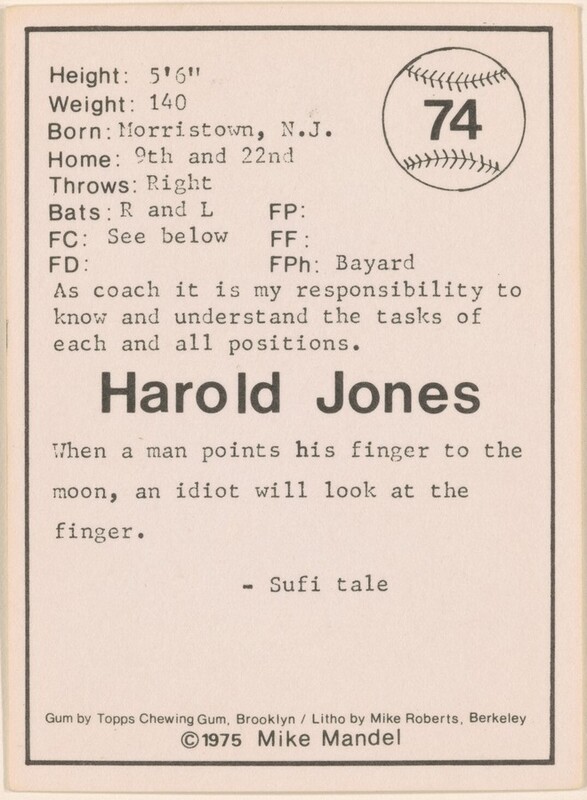 Height: 5'6"
74
Weight: 140
Born: Morristown, N.J.
Home: 9th and 22nd
Throws: Right
Bats: R and L FP:
FC: See below FF:
FD: FPh: Bayard
As coach it is my responsibility to
know and understand the tasks of
each and all positions.
Harold Jones
When a man points his finger to the
moon, an idiot will look at the
finger.
- Sufi tale
Gum by Topps Chewing Gum, Brooklyn / Litho by Mike Roberts, Berkeley
©1975 Mike Mandel